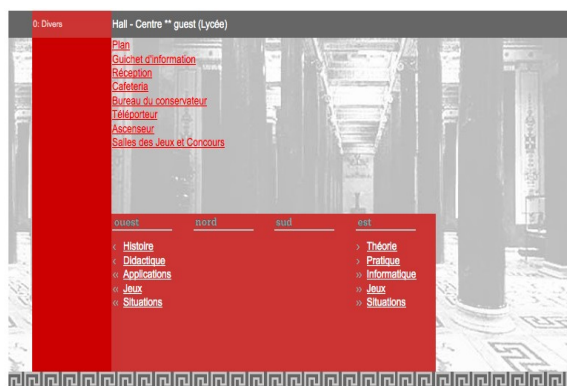 0: Divers
Hall - Centre ** guest (Lycée)
Plan
Guichet d'information
Réception
Cafeteria
Bureau du conservateur
Téléporteur
Ascenseur
Salles des Jeux et Concours
ouest nord sud est
‹ Histoire
‹ Didactique
« Applications
« Jeux
« Situations
› Théorie
› Pratique
» Informatique
» Jeux
» Situations